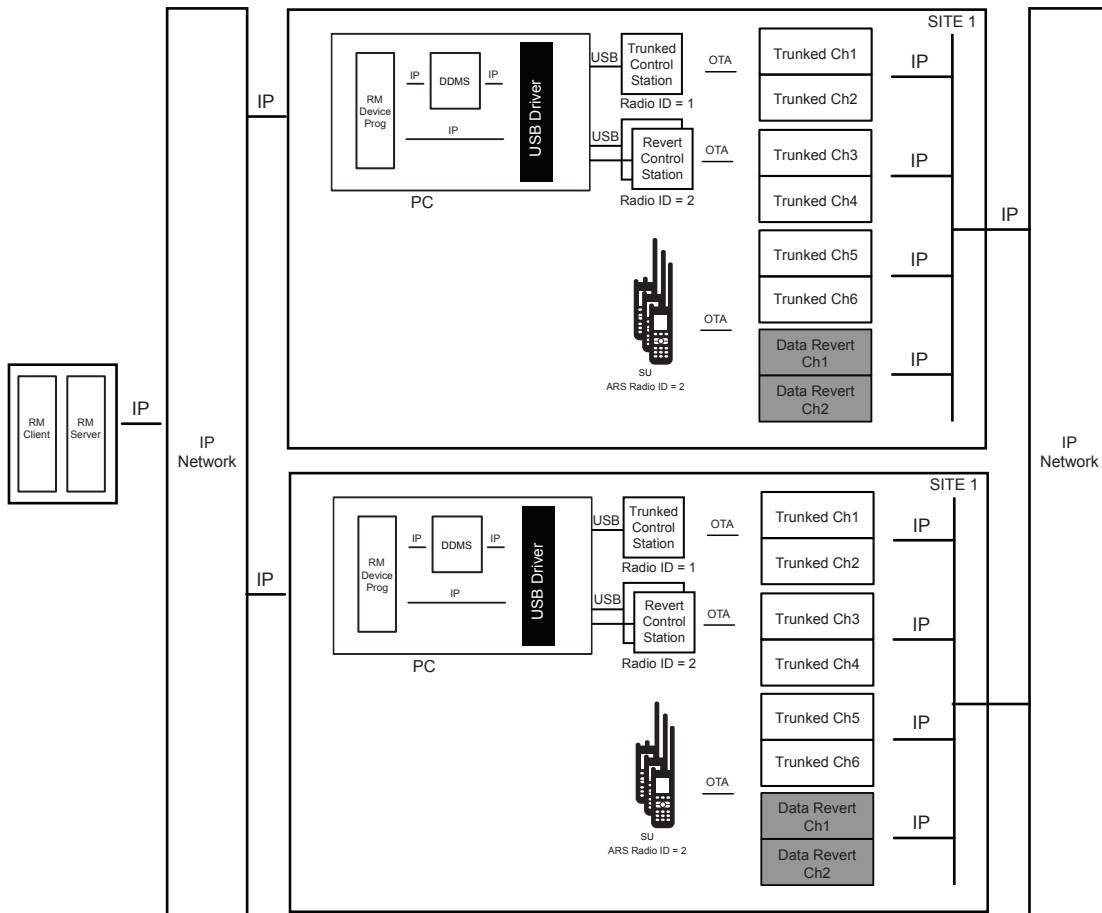 SITE 1
USB
Trunked
Control
Station
OTA
Trunked Ch1
IP
IP
DDMS
IP
RM
Device
Prog
IP
USB Driver
IP
Trunked Ch2
Radio ID = 1
USB
Revert
Control
Station
OTA
Trunked Ch3
IP
Trunked Ch4
PC
Radio ID = 2
IP
Trunked Ch5
IP
Trunked Ch6
OTA
SU
ARS Radio ID = 2
Data Revert
Ch1
IP
Data Revert
Ch2
RM
Client
RM
Server
IP
IP
Network
IP
Network
SITE 1
USB
Trunked
Control
Station
OTA
Trunked Ch1
IP
IP
DDMS
IP
RM
Device
Prog
IP
USB Driver
IP
Trunked Ch2
Radio ID = 1
USB
Revert
Control
Station
OTA
Trunked Ch3
IP
Trunked Ch4
PC
Radio ID = 2
Trunked Ch5
IP
Trunked Ch6
OTA
SU
ARS Radio ID = 2
Data Revert
Ch1
IP
Data Revert
Ch2